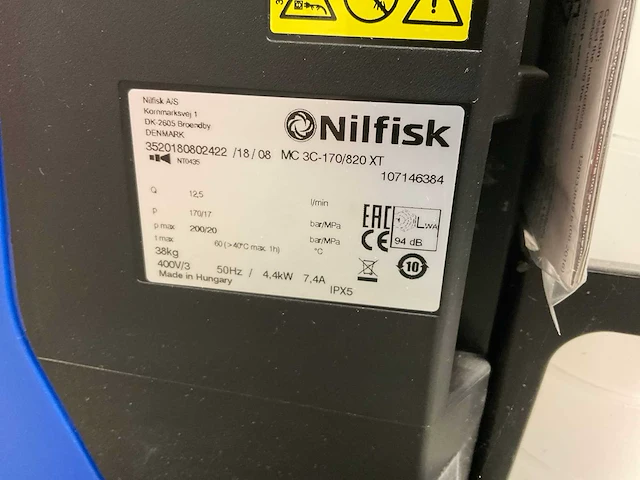 Nilfisk A/S
Kornmarksvej 1
DK-2605 Broendby
DENMARK
Nilfisk
3520180802422 /18 / 08 MC 3C-170/820 XT
NT0435
107146384
Q 12,5 l/min
p 170/17 bar/MPa
p max 200/20 bar/MPa
t max 60 (>40°C max. 1h) °C
EAC
CE
LWA
94 dB
38kg
400V/3 50Hz / 4,4kW 7,4A
Made in Hungary
IPX5
10